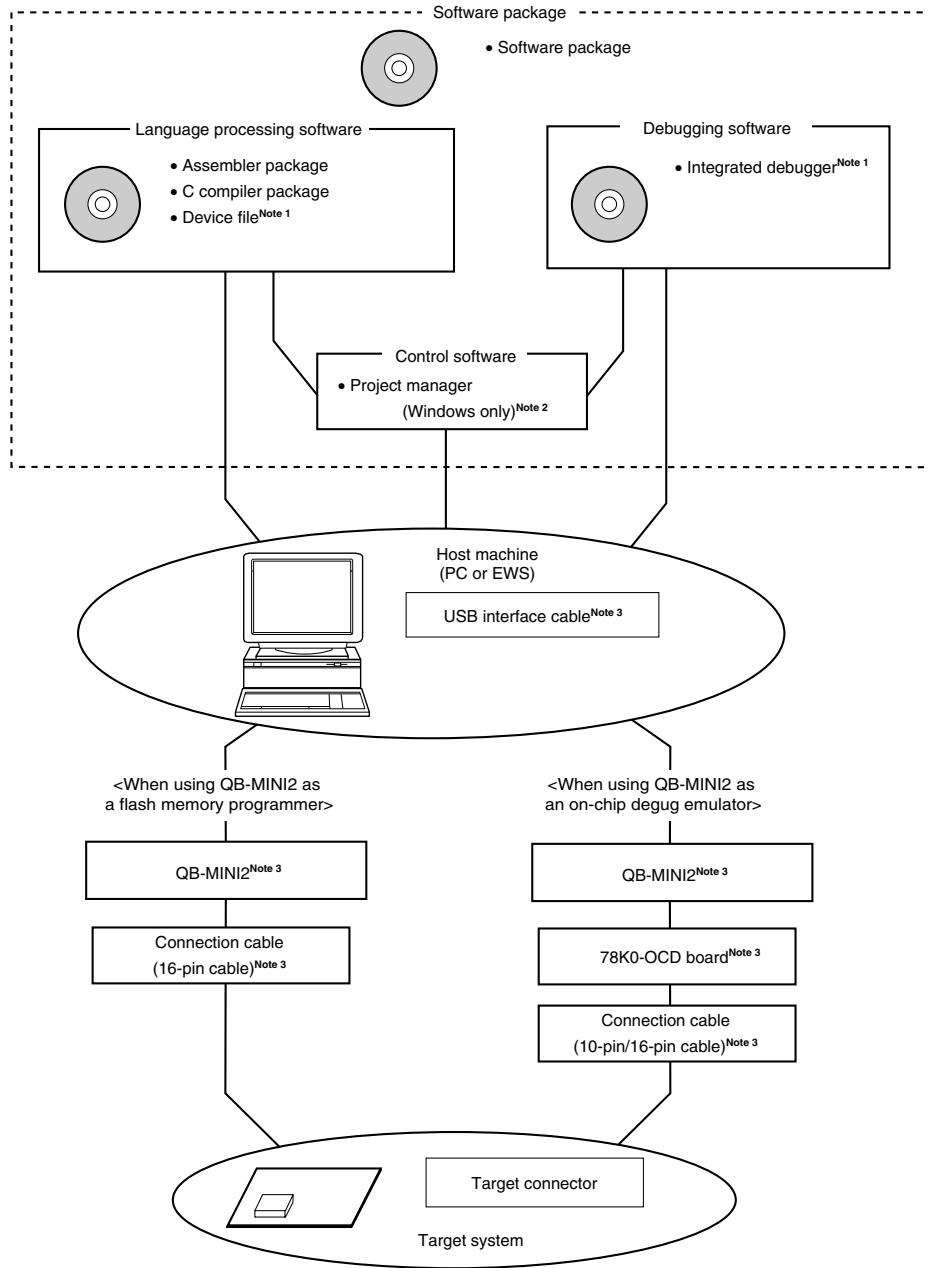 Software package
• Software package
Language processing software
• Assembler package
• C compiler package
• Device fileNote 1
Debugging software
• Integrated debuggerNote 1
Control software
• Project manager
(Windows only)Note 2
Host machine
(PC or EWS)
USB interface cableNote 3
<When using QB-MINI2 as
a flash memory programmer>
QB-MINI2Note 3
Connection cable
(16-pin cable)Note 3
<When using QB-MINI2 as
an on-chip degug emulator>
QB-MINI2Note 3
78K0-OCD boardNote 3
Connection cable
(10-pin/16-pin cable)Note 3
Target connector
Target system